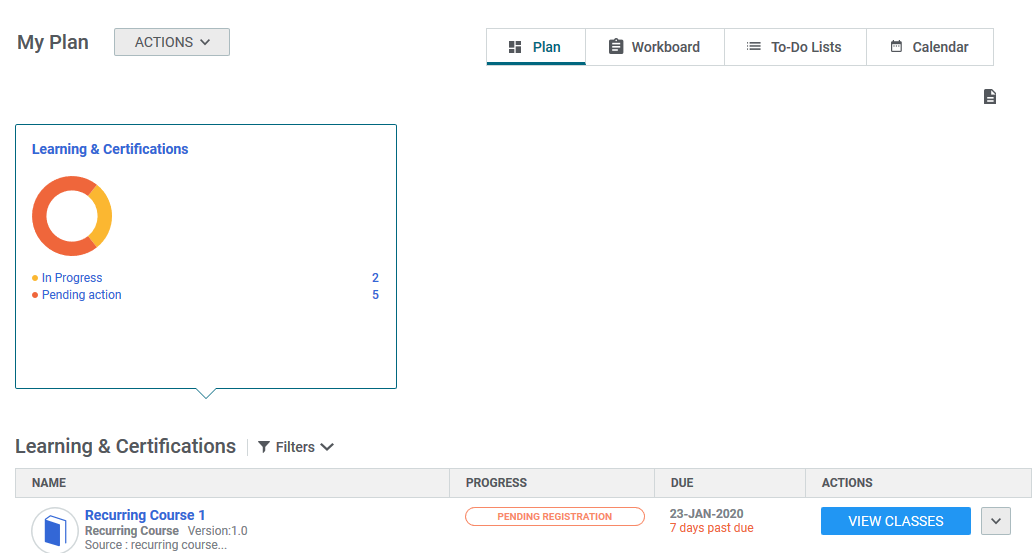 My Plan
ACTIONS
Plan
Workboard
To-Do Lists
Calendar
Learning & Certifications
In Progress 2
Pending action 5
Learning & Certifications
Filters
NAME PROGRESS DUE ACTIONS
Recurring Course 1
Recurring Course Version:1.0
Source : recurring course...
PENDING REGISTRATION
23-JAN-2020
7 days past due
VIEW CLASSES